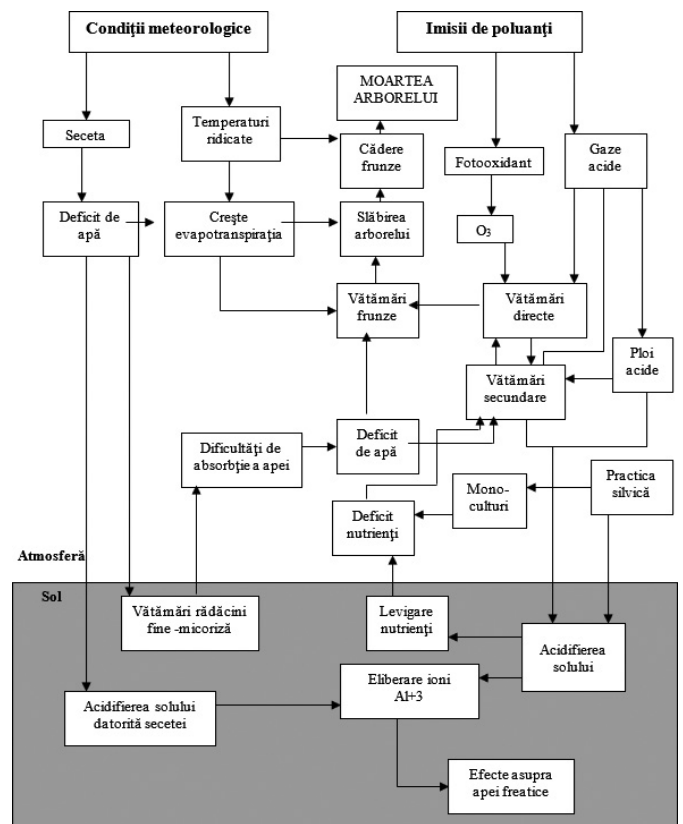 Condiții meteorologice
Imisii de poluanți
MOARTEA
ARBORELUI
Seceta
Temperaturi
ridicate
Cădere
frunze
Fotooxidant
Gaze
acide
Deficit de
apă
Crește
evapotranspirația
Slăbirea
arborelui
O3
Vătămări
frunze
Vătămări
directe
Ploi
acide
Vătămări
secundare
Dificultăți de
absorbție a apei
Deficit
de apă
Deficit
nutrienți
Mono-
culturi
Practica
silvică
Atmosferă
Sol
Vătămări rădăcini
fine -micoriză
Levigare
nutrienți
Acidifierea
solului
Eliberare ioni
Al+3
Acidifierea solului
datorită secetei
Efecte asupra
apei freatice